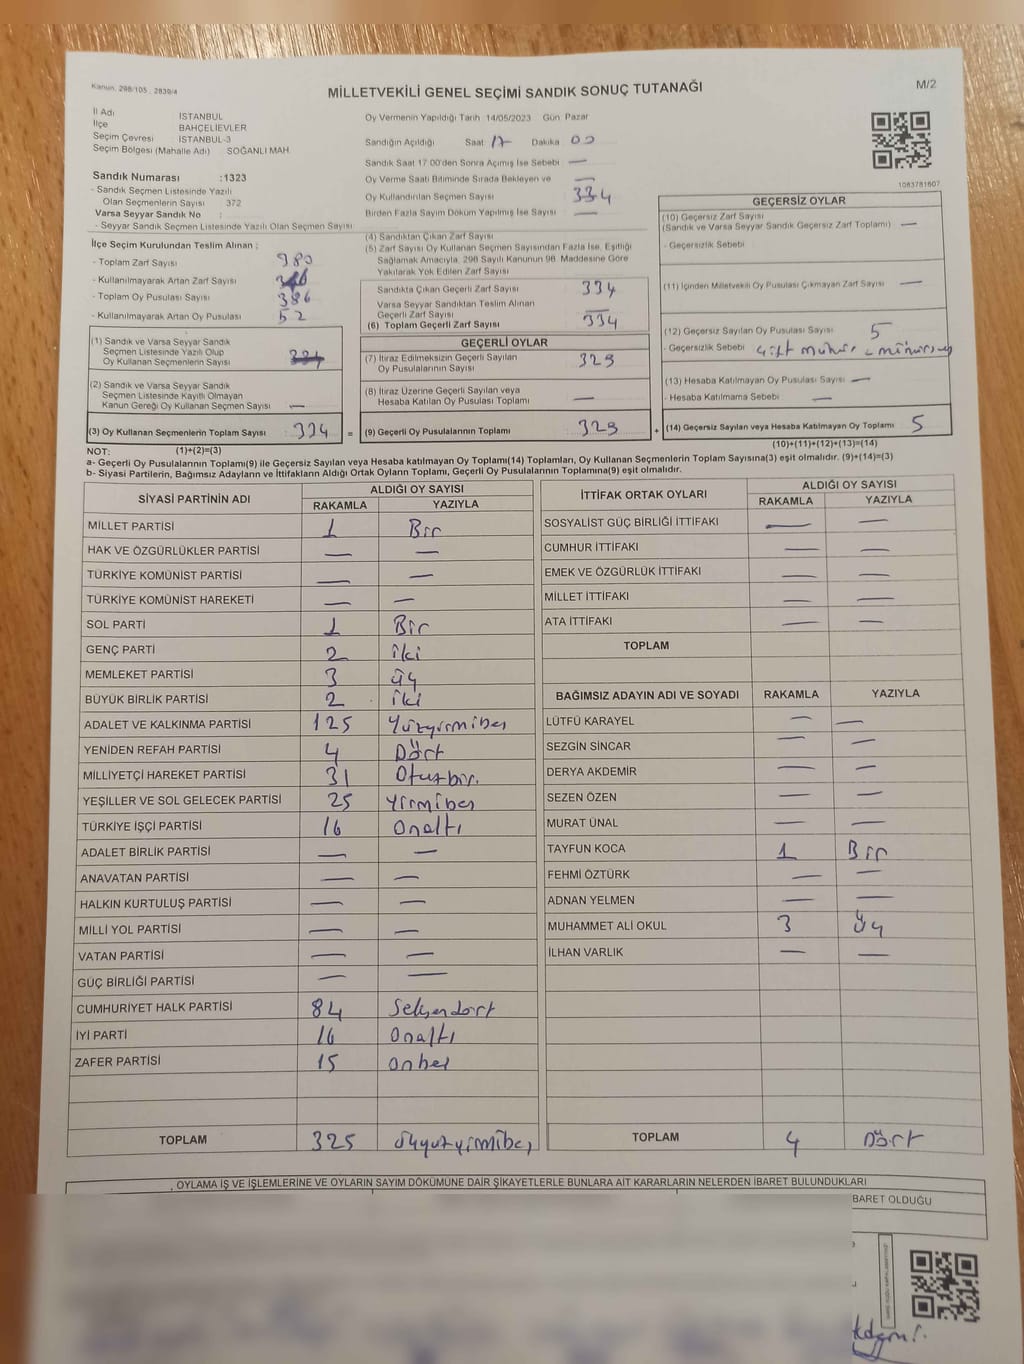 Kanun. 298/105 , 2839/4
MİLLETVEKİLİ GENEL SEÇİMİ SANDIK SONUÇ TUTANAĞI
M/2
İl Adı İSTANBUL
İlçe BAHÇELİEVLER
Seçim Çevresi İSTANBUL-3
Seçim Bölgesi (Mahalle Adı) SOĞANLI MAH.
Oy Vermenin Yapıldığı Tarih 14/05/2023 Gün Pazar
Sandığın Açıldığı Saat 17 Dakika 00
Sandık Saat 17:00'den Sonra Açılmış İse Sebebi —
Oy Verme Saati Bitiminde Sırada Bekleyen ve —
Oy Kullandırılan Seçmen Sayısı 334
Birden Fazla Sayım Döküm Yapılmış İse Sayısı —
1083781607
Sandık Numarası :1323
- Sandık Seçmen Listesinde Yazılı
Olan Seçmenlerin Sayısı 372
Varsa Seyyar Sandık No :
- Seyyar Sandık Seçmen Listesinde Yazılı Olan Seçmen Sayısı:
İlçe Seçim Kurulundan Teslim Alınan :
- Toplam Zarf Sayısı 380
- Kullanılmayarak Artan Zarf Sayısı
- Toplam Oy Pusulası Sayısı 386
- Kullanılmayarak Artan Oy Pusulası 52
(1) Sandık ve Varsa Seyyar Sandık
Seçmen Listesinde Yazılı Olup
Oy Kullanan Seçmenlerin Sayısı 334
(2) Sandık ve Varsa Seyyar Sandık
Seçmen Listesinde Kayıtlı Olmayan
Kanun Gereği Oy Kullanan Seçmen Sayısı —
(3) Oy Kullanan Seçmenlerin Toplam Sayısı 334 =
(4) Sandıktan Çıkan Zarf Sayısı
(5) Zarf Sayısı Oy Kullanan Seçmen Sayısından Fazla İse, Eşitliği
Sağlamak Amacıyla, 298 Sayılı Kanunun 98. Maddesine Göre
Yakılarak Yok Edilen Zarf Sayısı
Sandıkta Çıkan Geçerli Zarf Sayısı 334
Varsa Seyyar Sandıktan Teslim Alınan
Geçerli Zarf Sayısı —
(6) Toplam Geçerli Zarf Sayısı 334
GEÇERLİ OYLAR
(7) İtiraz Edilmeksizin Geçerli Sayılan
Oy Pusulalarının Sayısı 329
(8) İtiraz Üzerine Geçerli Sayılan veya
Hesaba Katılan Oy Pusulası Toplamı —
(9) Geçerli Oy Pusulalarının Toplamı 329 +
GEÇERSİZ OYLAR
(10) Geçersiz Zarf Sayısı
(Sandık ve Varsa Seyyar Sandık Geçersiz Zarf Toplamı) —
- Geçersizlik Sebebi
(11) İçinden Milletvekili Oy Pusulası Çıkmayan Zarf Sayısı —
(12) Geçersiz Sayılan Oy Pusulası Sayısı 5
- Geçersizlik Sebebi Çift mühür
(13) Hesaba Katılmayan Oy Pusulası Sayısı —
- Hesaba Katılmama Sebebi —
(14) Geçersiz Sayılan veya Hesaba Katılmayan Oy Toplamı 5
NOT: (1)+(2)=(3) (10)+(11)+(12)+(13)=(14)
a- Geçerli Oy Pusulalarının Toplamı(9) ile Geçersiz Sayılan veya Hesaba katılmayan Oy Toplamı(14) Toplamları, Oy Kullanan Seçmenlerin Toplam Sayısına(3) eşit olmalıdır. (9)+(14)=(3)
b- Siyasi Partilerin, Bağımsız Adayların ve İttifakların Aldığı Ortak Oyların Toplamı, Geçerli Oy Pusulalarının Toplamına(9) eşit olmalıdır.
SİYASİ PARTİNİN ADI ALDIĞI OY SAYISI
RAKAMLA YAZIYLA
MİLLET PARTİSİ 1 Bir
HAK VE ÖZGÜRLÜKLER PARTİSİ — —
TÜRKİYE KOMÜNİST PARTİSİ — —
TÜRKİYE KOMÜNİST HAREKETİ — —
SOL PARTİ 1 Bir
GENÇ PARTİ 2 iki
MEMLEKET PARTİSİ 3 üç
BÜYÜK BİRLİK PARTİSİ 2 iki
ADALET VE KALKINMA PARTİSİ 125 Yüzyirmibeş
YENİDEN REFAH PARTİSİ 4 Dört
MİLLİYETÇİ HAREKET PARTİSİ 31 Otuzbir.
YEŞİLLER VE SOL GELECEK PARTİSİ 25 Yirmibeş
TÜRKİYE İŞÇİ PARTİSİ 16 Onaltı
ADALET BİRLİK PARTİSİ — —
ANAVATAN PARTİSİ — —
HALKIN KURTULUŞ PARTİSİ — —
MİLLİ YOL PARTİSİ — —
VATAN PARTİSİ — —
GÜÇ BİRLİĞİ PARTİSİ — —
CUMHURİYET HALK PARTİSİ 84 Seksendört
İYİ PARTİ 16 Onaltı
ZAFER PARTİSİ 15 Onbeş
TOPLAM 325 üçyüzyirmibeş
İTTİFAK ORTAK OYLARI ALDIĞI OY SAYISI
RAKAMLA YAZIYLA
SOSYALİST GÜÇ BİRLİĞİ İTTİFAKI — —
CUMHUR İTTİFAKI — —
EMEK VE ÖZGÜRLÜK İTTİFAKI — —
MİLLET İTTİFAKI — —
ATA İTTİFAKI — —
TOPLAM
BAĞIMSIZ ADAYIN ADI VE SOYADI RAKAMLA YAZIYLA
LÜTFÜ KARAYEL — —
SEZGİN SİNCAR — —
DERYA AKDEMİR — —
SEZEN ÖZEN — —
MURAT ÜNAL — —
TAYFUN KOCA 1 Bir
FEHMİ ÖZTÜRK — —
ADNAN YELMEN — —
MUHAMMET ALİ OKUL 3 üç
İLHAN VARLIK — —
TOPLAM 4 Dört
OYLAMA İŞ VE İŞLEMLERİNE VE OYLARIN SAYIM DÖKÜMÜNE DAİR ŞİKAYETLERLE BUNLARA AİT KARARLARIN NELERDEN İBARET BULUNDUKLARI
BARET OLDUĞU